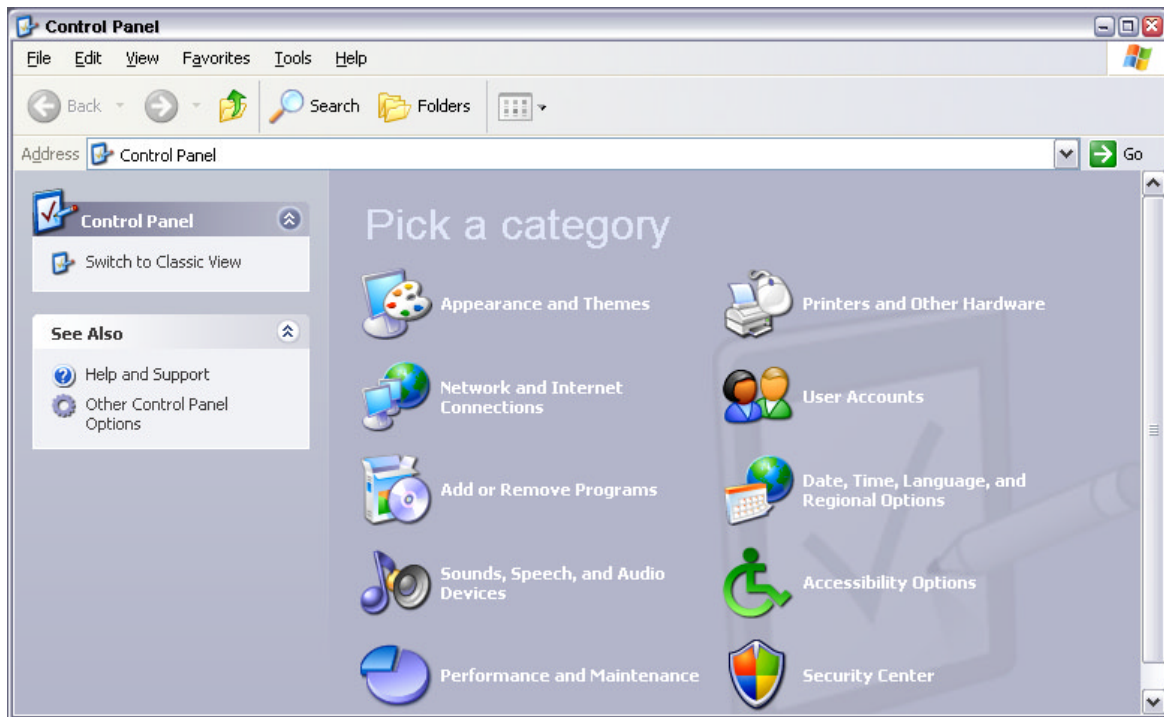 Control Panel
File Edit View Favorites Tools Help
Back Search Folders
Address Control Panel Go
Control Panel
Switch to Classic View
See Also
Help and Support
Other Control Panel
Options
Pick a category
Appearance and Themes
Printers and Other Hardware
Network and Internet
Connections
User Accounts
Add or Remove Programs
Date, Time, Language, and
Regional Options
Sounds, Speech, and Audio
Devices
Accessibility Options
Performance and Maintenance
Security Center